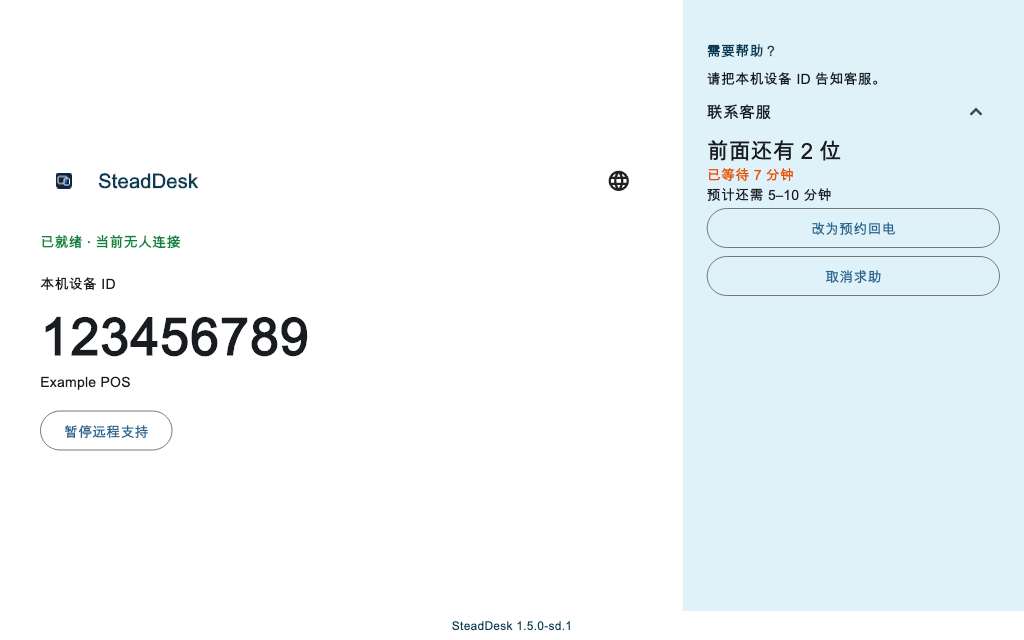 SteadDesk
已就绪 · 当前无人连接
本机设备 ID
123456789
Example POS
暂停远程支持
需要帮助？
请把本机设备 ID 告知客服。
联系客服
前面还有 2 位
已等待 7 分钟
预计还需 5–10 分钟
改为预约回电
取消求助
SteadDesk 1.5.0-sd.1